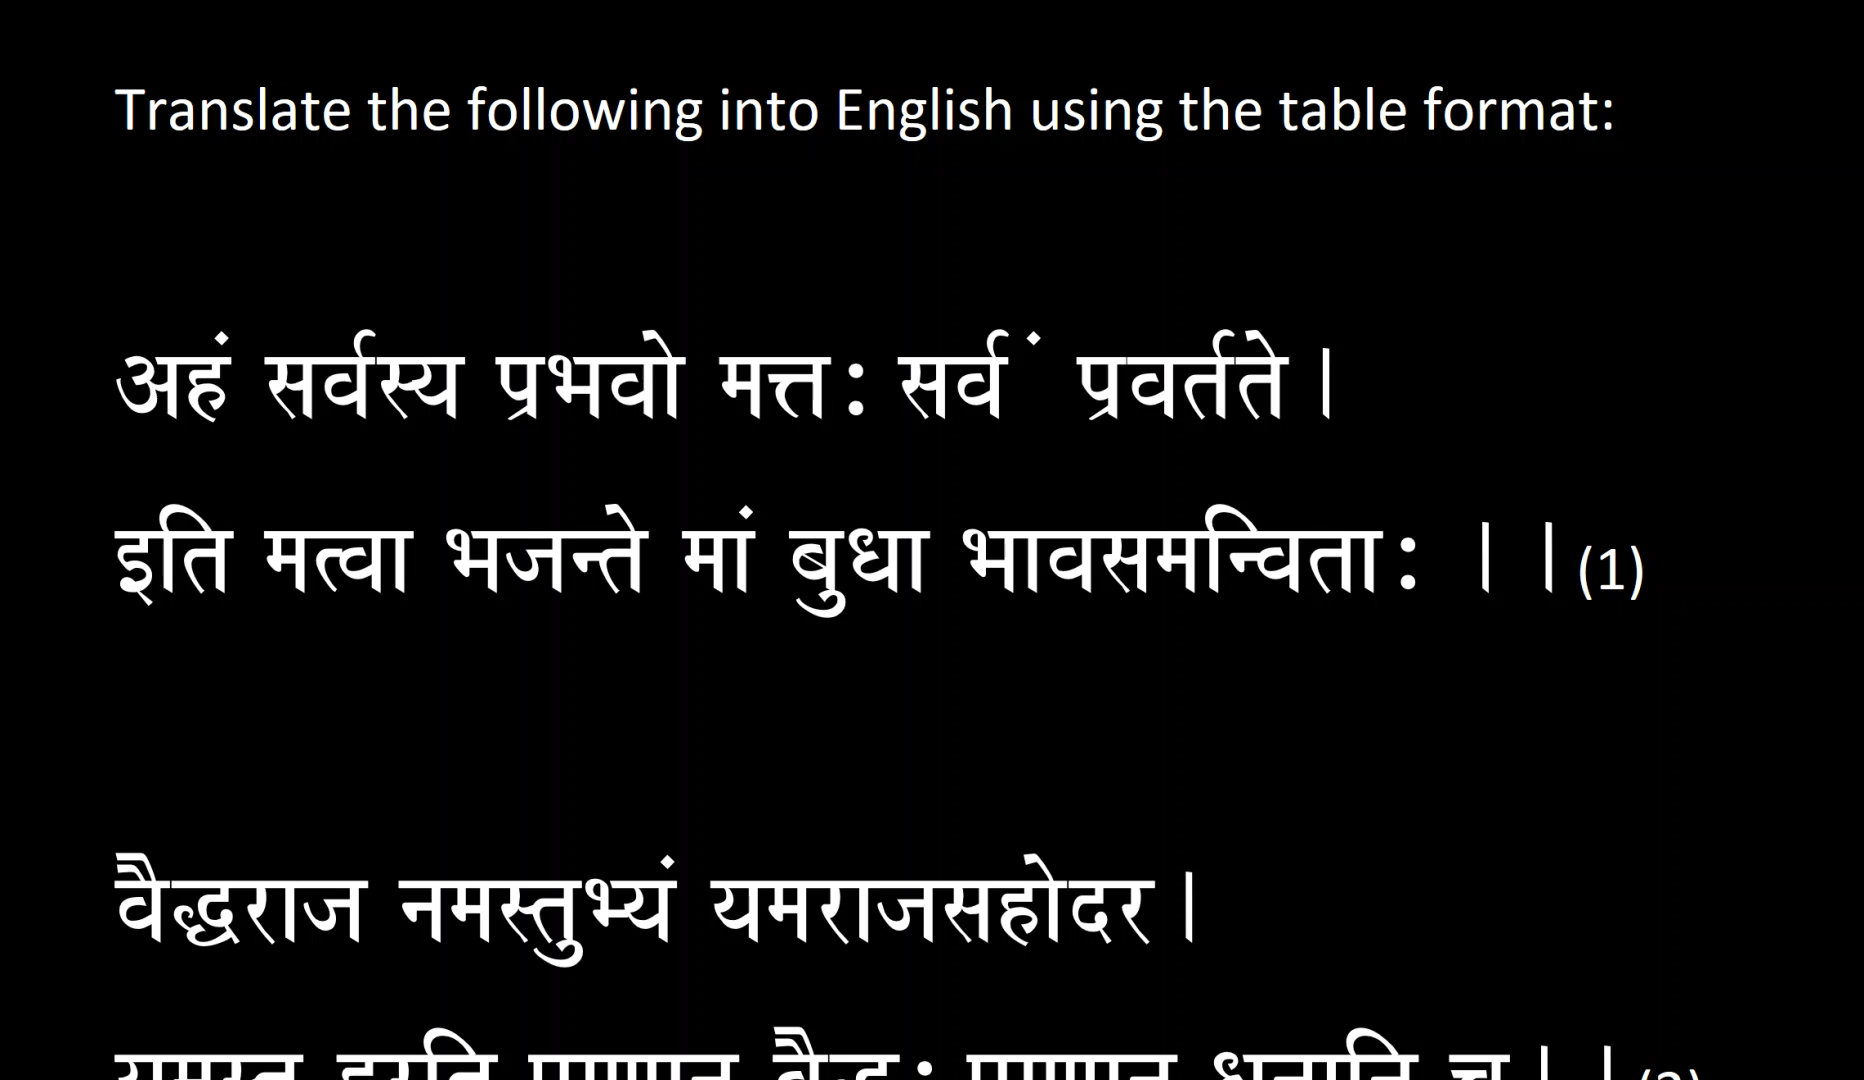 Translate the following into English using the table format:
अहं सर्वस्य प्रभवो मत्त: सर्वं प्रवर्तते।
इति मत्वा भजन्ते मां बुधा भावसमन्विता: ।।(1)
वैद्धराज नमस्तुभ्यं यमराजसहोदर।